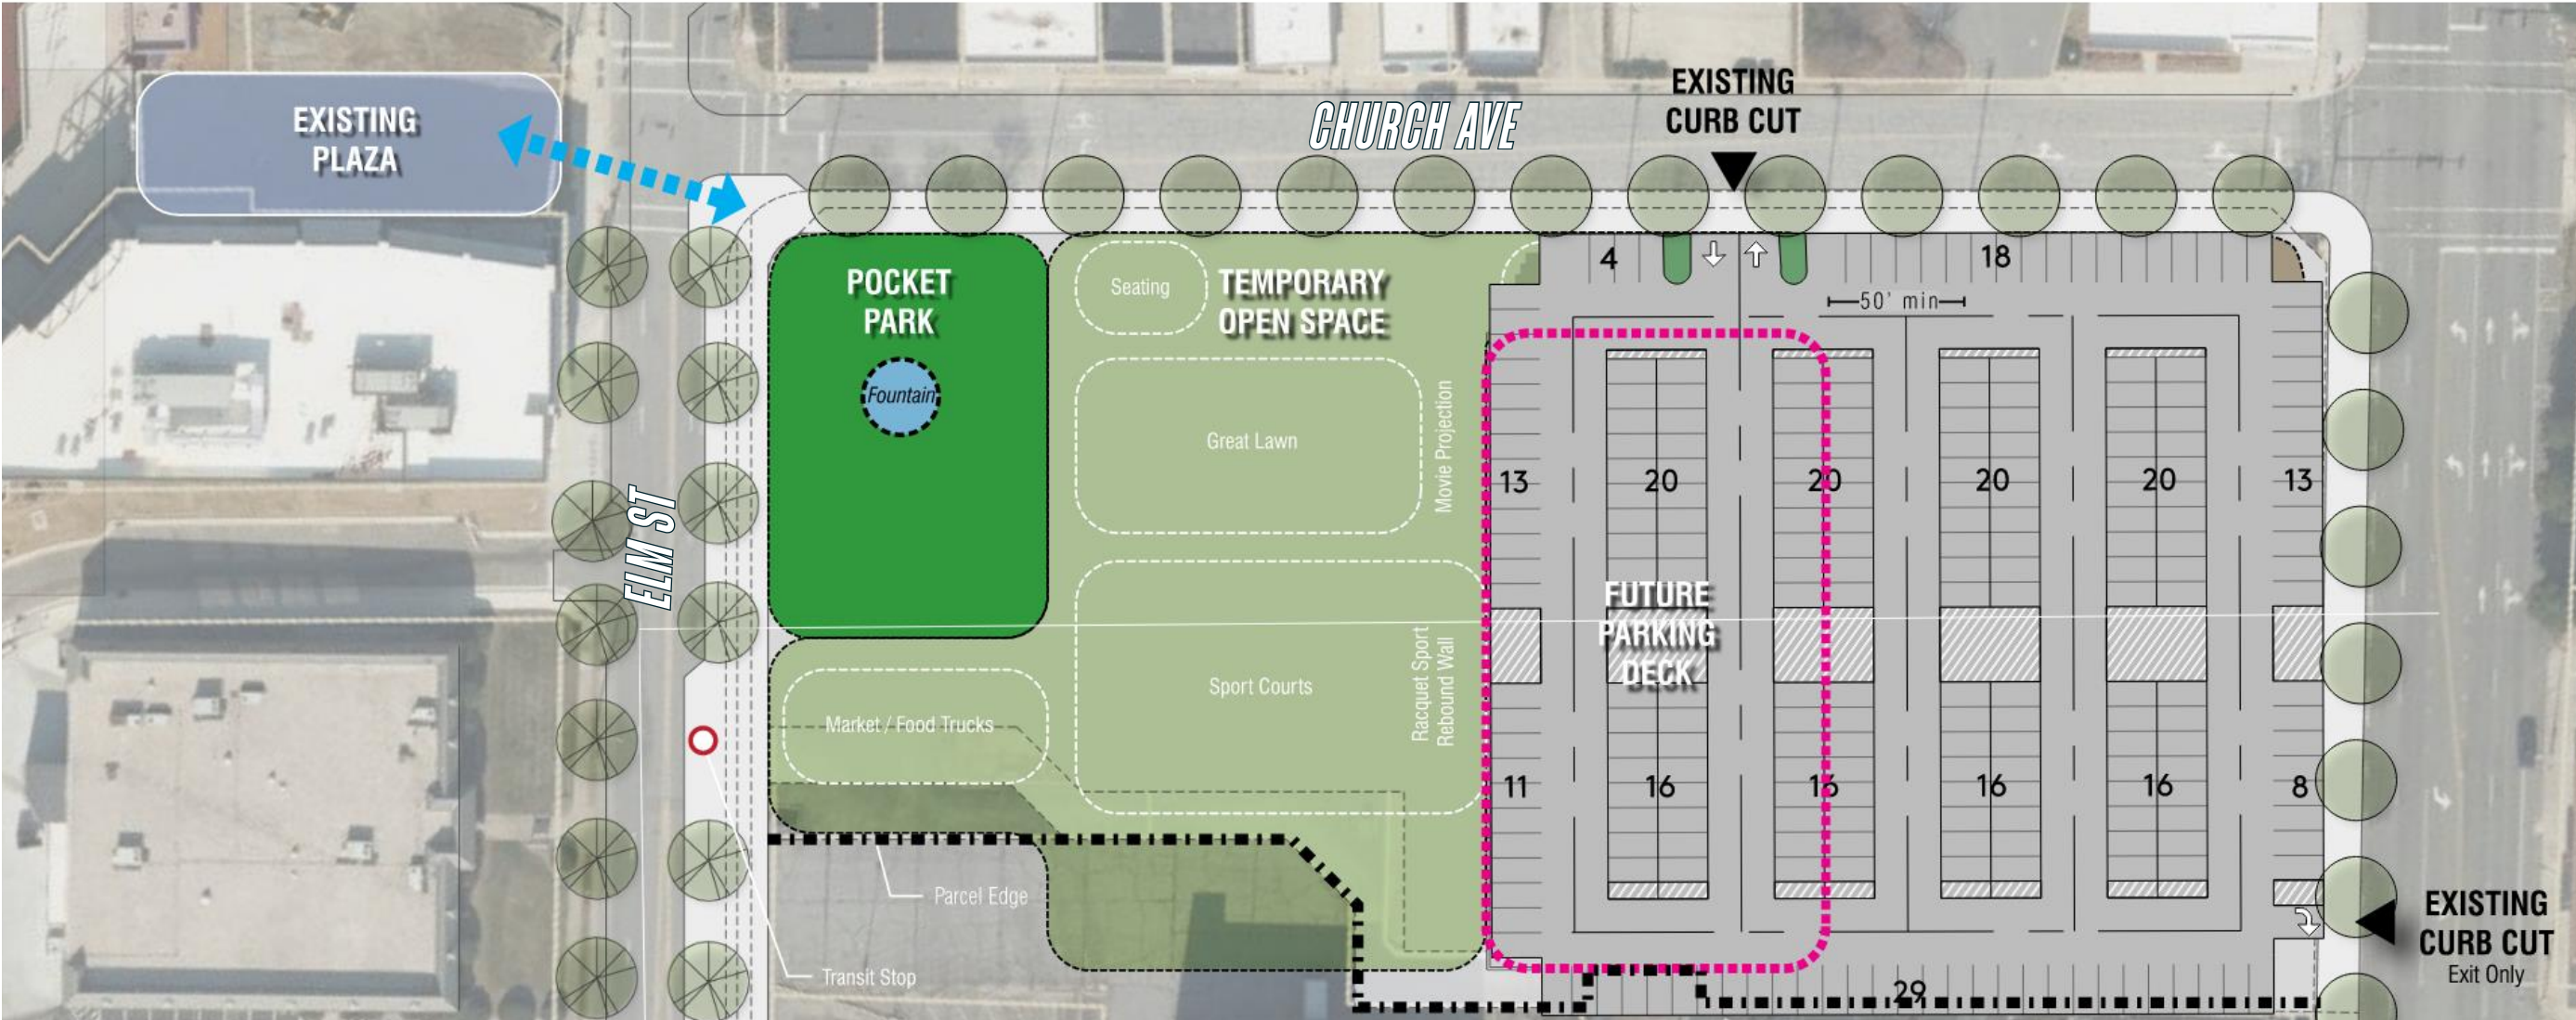 EXISTING
CURB CUT
EXISTING
PLAZA
CHURCH AVE
POCKET
PARK
Fountain
Seating
TEMPORARY
OPEN SPACE
4
18
50' min
Great Lawn
Movie Projection
13
20
20
20
20
13
ELM ST
FUTURE
PARKING
DECK
Sport Courts
Racquet Sport
Rebound Wall
Market / Food Trucks
11
16
16
16
16
8
Parcel Edge
Transit Stop
29
EXISTING
CURB CUT
Exit Only